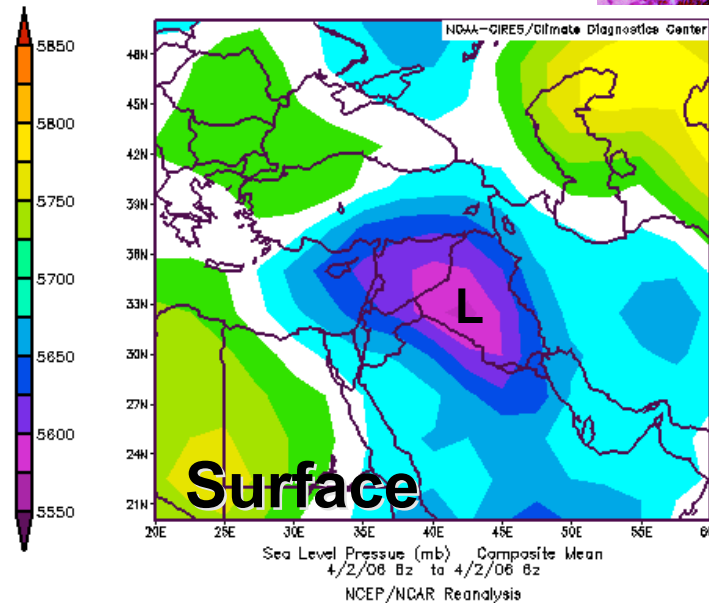 NOAA-CIRES/Climate Diagnostics Center
5850
5800
5750
5700
5650
5600
5550
48N
45N
42N
39N
36N
33N
30N
27N
24N
21N
L
Surface
20E 25E 30E 35E 40E 45E 50E 55E 60
Sea Level Pressue (mb) Composite Mean
4/2/06 6z to 4/2/06 6z
NCEP/NCAR Reanalysis